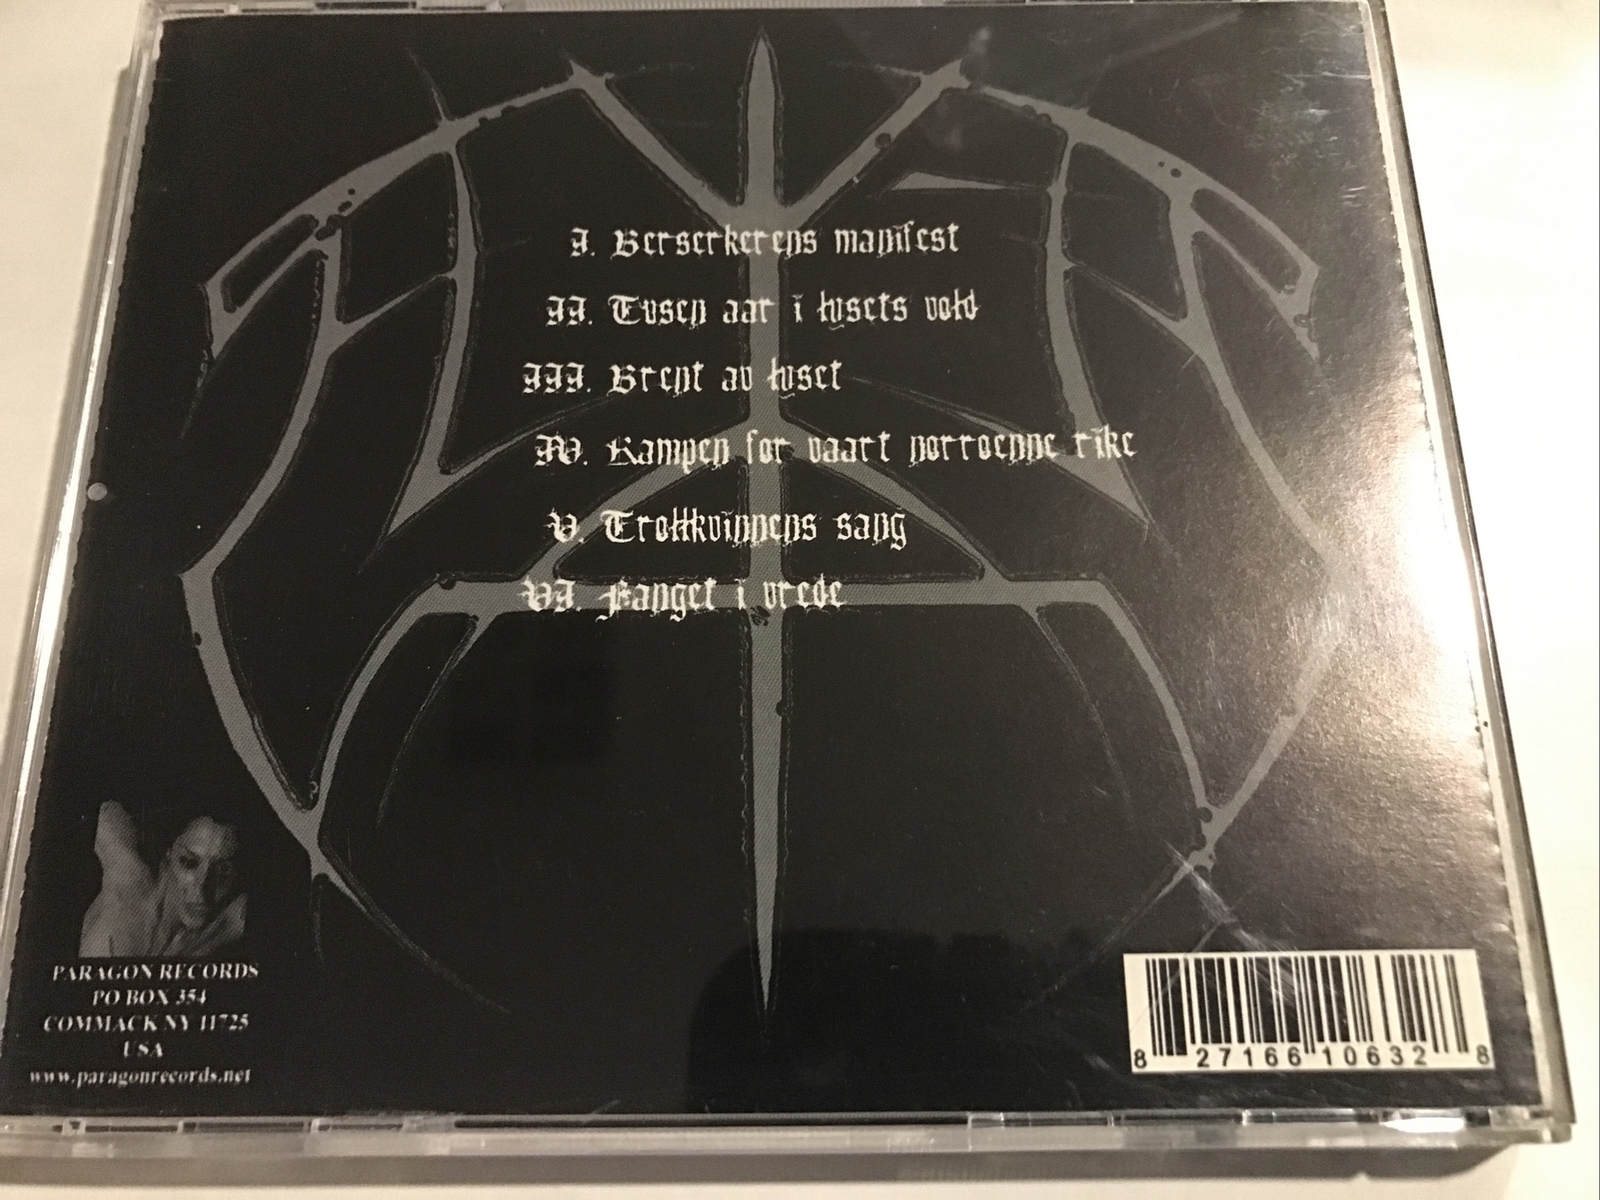 I. Berserkerens manifest
II. Tusen aar i lysets vold
III. Brent av lyset
IV. Kampen for vaart norroenne rike
V. Trollkvinnens sang
VI. Fanget i vrede
PARAGON RECORDS
PO BOX 354
COMMACK NY 11725
USA
www.paragonrecords.net
8 27166 10632 8